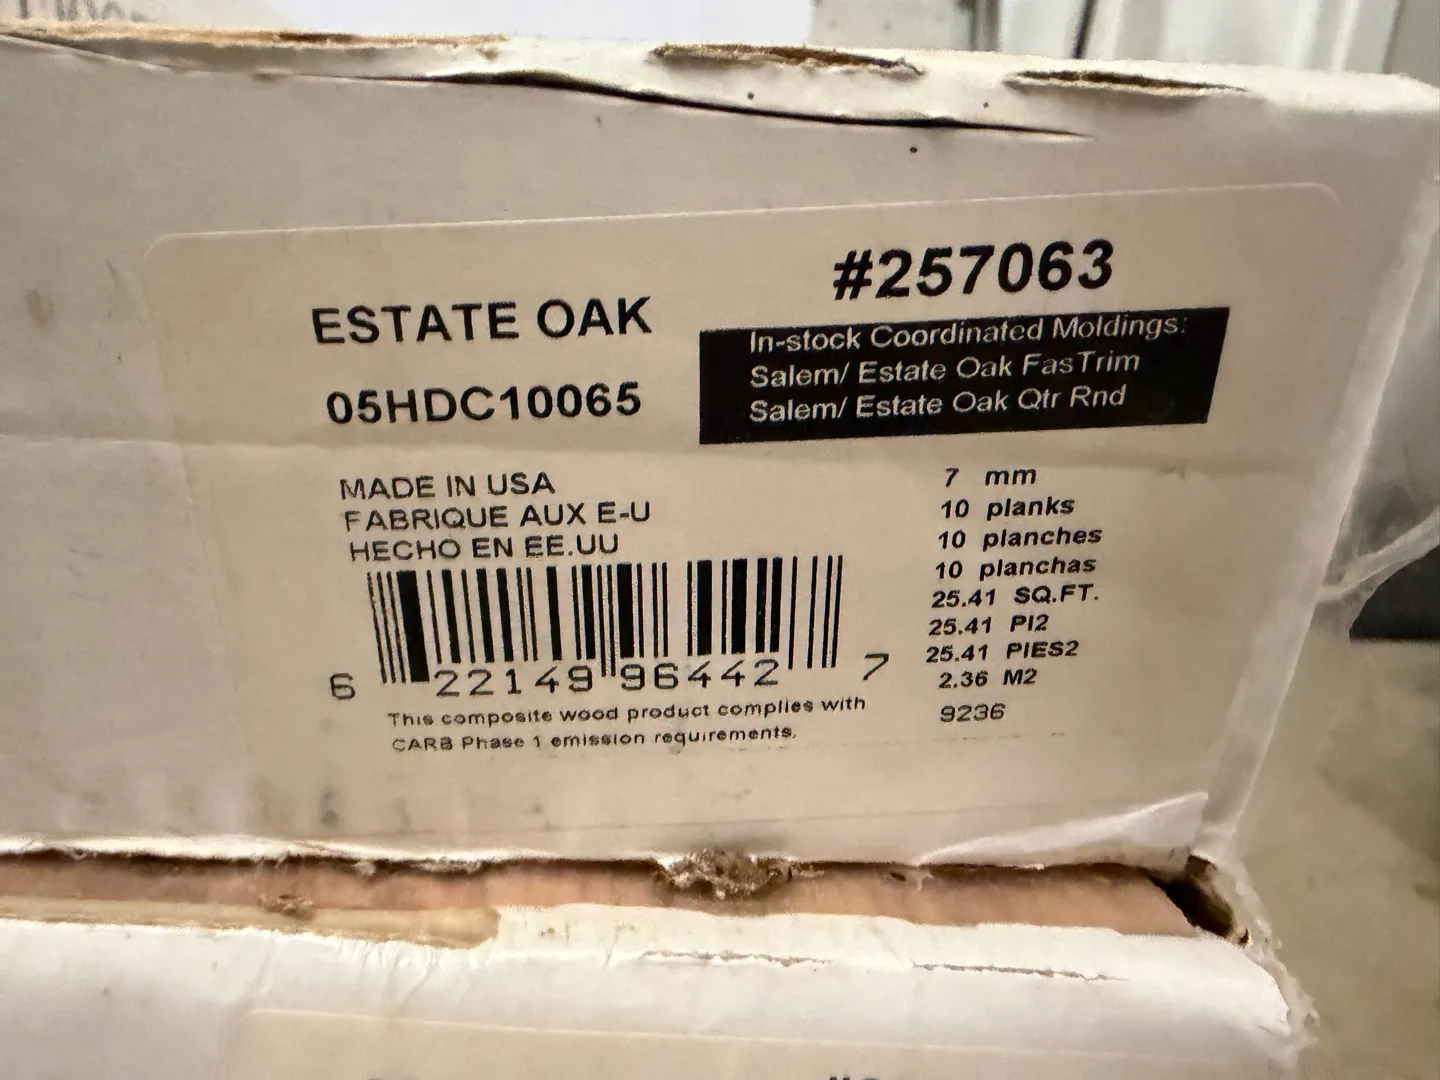 #257063
ESTATE OAK
05HDC10065
In-stock Coordinated Moldings:
Salem/ Estate Oak FasTrim
Salem/ Estate Oak Qtr Rnd
MADE IN USA
FABRIQUE AUX E-U
HECHO EN EE.UU
7 mm
10 planks
10 planches
10 planchas
25.41 SQ.FT.
25.41 PI2
25.41 PIES2
2.36 M2
9236
6 22149 96442 7
This composite wood product complies with
CARB Phase 1 emission requirements.